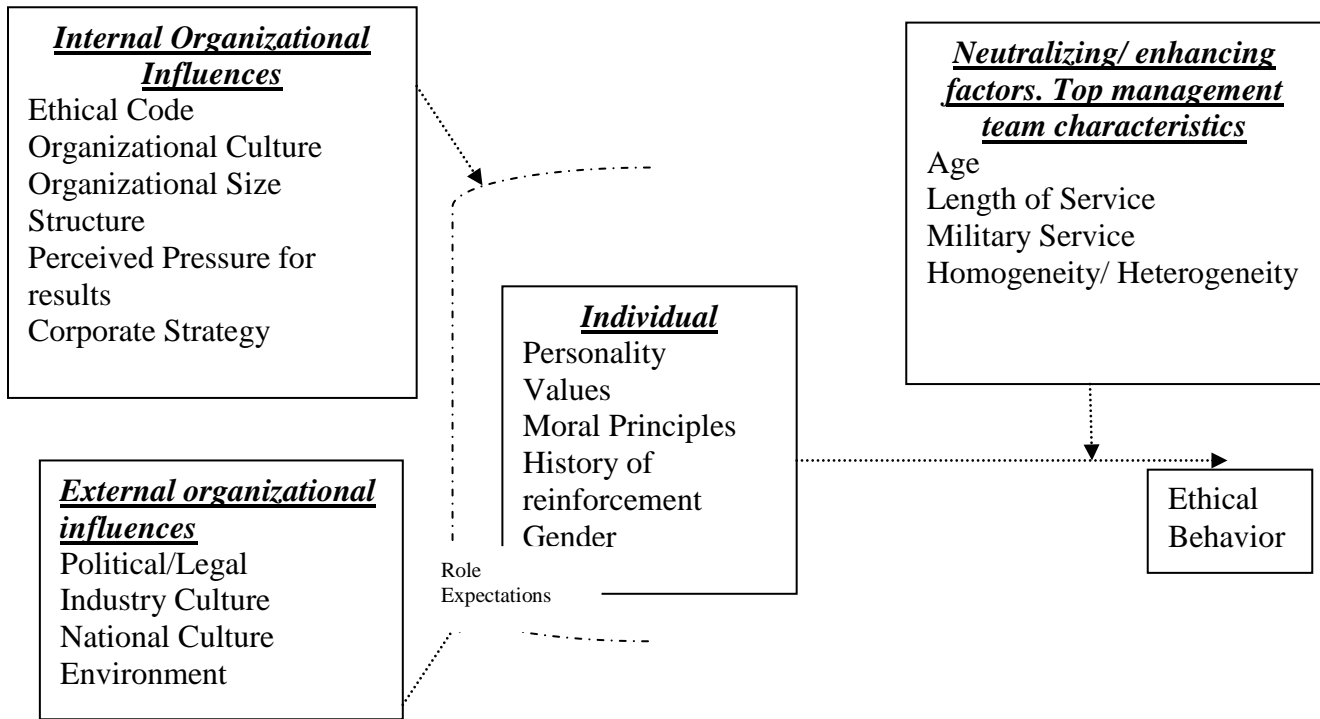 Internal Organizational
Influences
Ethical Code
Organizational Culture
Organizational Size
Structure
Perceived Pressure for
results
Corporate Strategy
Neutralizing/ enhancing
factors. Top management
team characteristics
Age
Length of Service
Military Service
Homogeneity/ Heterogeneity
Individual
Personality
Values
Moral Principles
History of
reinforcement
Gender
External organizational
influences
Political/Legal
Industry Culture
National Culture
Environment
Role
Expectations
Ethical
Behavior